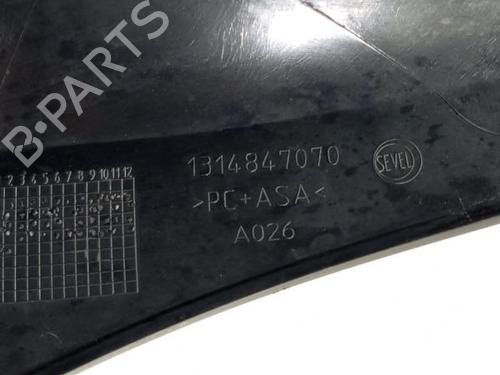 B-PARTS
1314847070
SEVEL
>PC+ASA<
A026
1 2 3 4 5 6 7 8 9 10 11 12